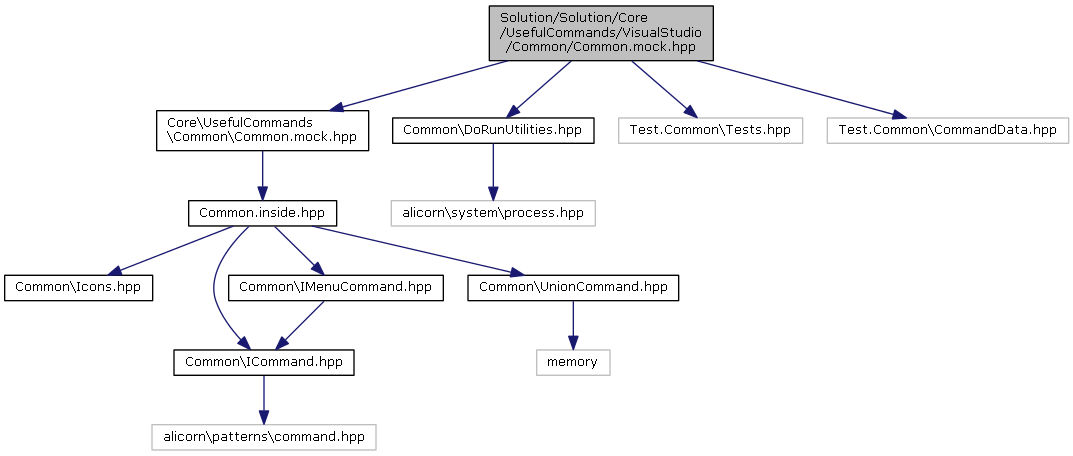 Solution/Solution/Core
/UsefulCommands/VisualStudio
/Common/Common.mock.hpp
Core\UsefulCommands
\Common\Common.mock.hpp
Common\DoRunUtilities.hpp
Test.Common\Tests.hpp
Test.Common\CommandData.hpp
Common.inside.hpp
alicorn\system\process.hpp
Common\Icons.hpp
Common\IMenuCommand.hpp
Common\UnionCommand.hpp
Common\ICommand.hpp
memory
alicorn\patterns\command.hpp